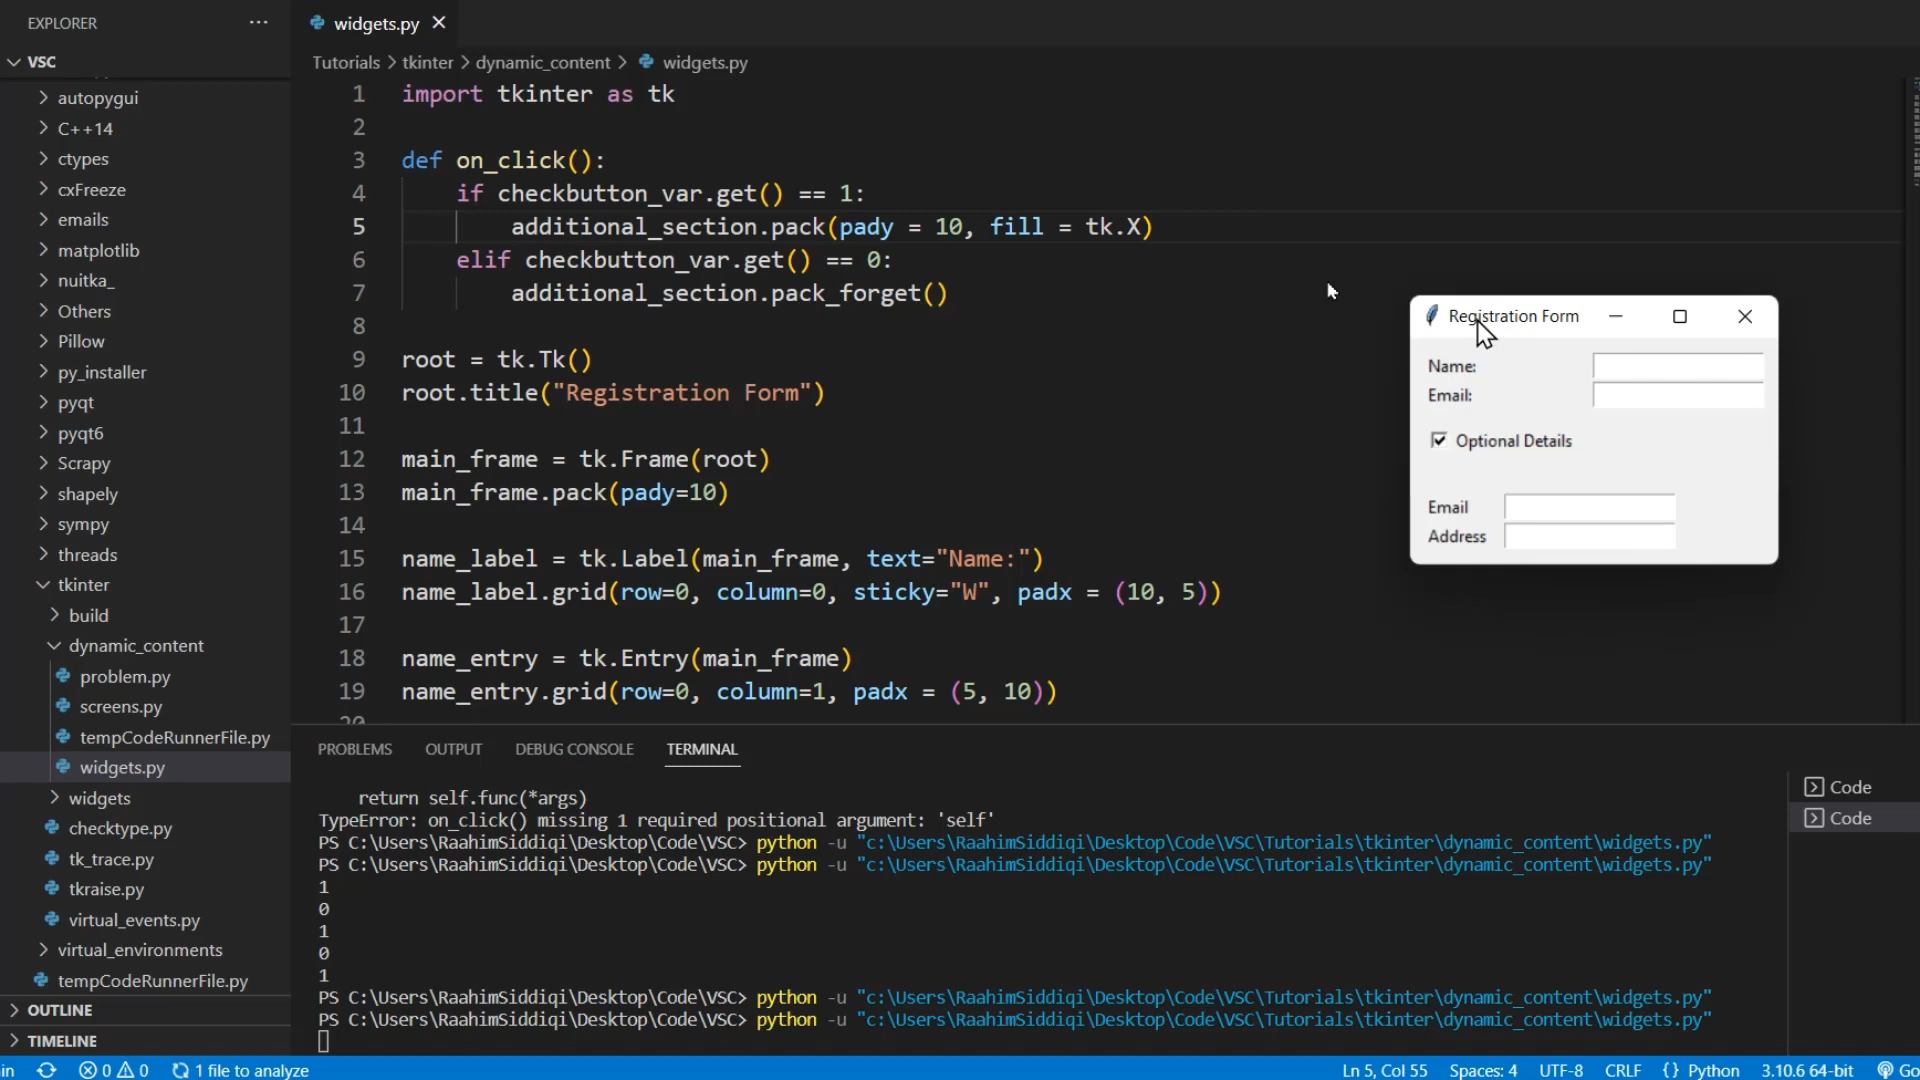 EXPLORER
VSC
autopygui
C++14
ctypes
cxFreeze
emails
matplotlib
nuitka_
Others
Pillow
py_installer
pyqt
pyqt6
Scrapy
shapely
sympy
threads
tkinter
build
dynamic_content
problem.py
screens.py
tempCodeRunnerFile.py
widgets.py
widgets
checktype.py
tk_trace.py
tkraise.py
virtual_events.py
virtual_environments
tempCodeRunnerFile.py
OUTLINE
TIMELINE
widgets.py
Tutorials > tkinter > dynamic_content > widgets.py
1 import tkinter as tk
2
3 def on_click():
4 if checkbutton_var.get() == 1:
5 additional_section.pack(pady = 10, fill = tk.X)
6 elif checkbutton_var.get() == 0:
7 additional_section.pack_forget()
8
9 root = tk.Tk()
10 root.title("Registration Form")
11
12 main_frame = tk.Frame(root)
13 main_frame.pack(pady=10)
14
15 name_label = tk.Label(main_frame, text="Name:")
16 name_label.grid(row=0, column=0, sticky="W", padx = (10, 5))
17
18 name_entry = tk.Entry(main_frame)
19 name_entry.grid(row=0, column=1, padx = (5, 10))
20
Registration Form
Name:
Email:
Optional Details
Email
Address
PROBLEMS OUTPUT DEBUG CONSOLE TERMINAL
return self.func(*args)
TypeError: on_click() missing 1 required positional argument: 'self'
PS C:\Users\RaahimSiddiqi\Desktop\Code\VSC> python -u "c:\Users\RaahimSiddiqi\Desktop\Code\VSC\Tutorials\tkinter\dynamic_content\widgets.py"
PS C:\Users\RaahimSiddiqi\Desktop\Code\VSC> python -u "c:\Users\RaahimSiddiqi\Desktop\Code\VSC\Tutorials\tkinter\dynamic_content\widgets.py"
1
0
1
0
1
PS C:\Users\RaahimSiddiqi\Desktop\Code\VSC> python -u "c:\Users\RaahimSiddiqi\Desktop\Code\VSC\Tutorials\tkinter\dynamic_content\widgets.py"
PS C:\Users\RaahimSiddiqi\Desktop\Code\VSC> python -u "c:\Users\RaahimSiddiqi\Desktop\Code\VSC\Tutorials\tkinter\dynamic_content\widgets.py"
Code
Code
in 0 0 1 file to analyze Ln 5, Col 55 Spaces: 4 UTF-8 CRLF {} Python 3.10.6 64-bit Go